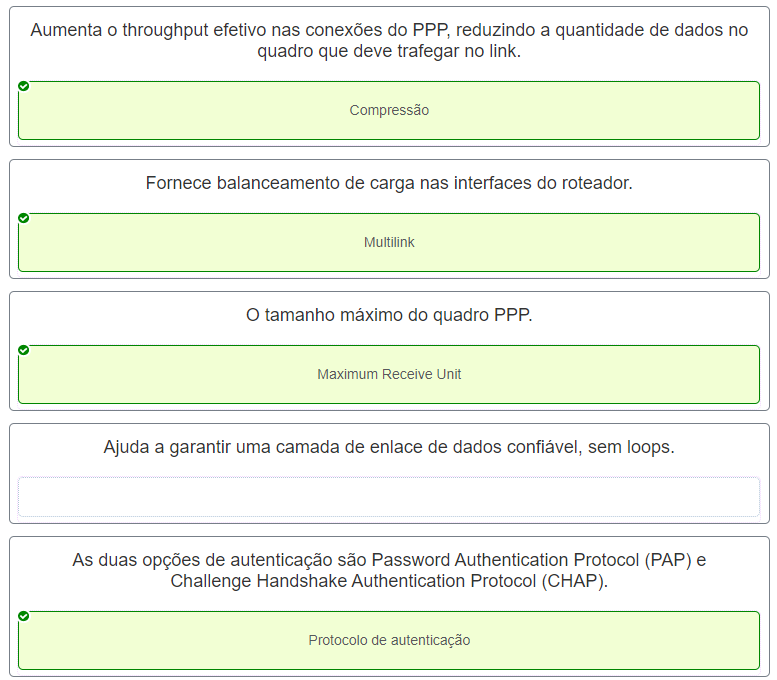 Aumenta o throughput efetivo nas conexões do PPP, reduzindo a quantidade de dados no
quadro que deve trafegar no link.
Compressão
Fornece balanceamento de carga nas interfaces do roteador.
Multilink
O tamanho máximo do quadro PPP.
Maximum Receive Unit
Ajuda a garantir uma camada de enlace de dados confiável, sem loops.
As duas opções de autenticação são Password Authentication Protocol (PAP) e
Challenge Handshake Authentication Protocol (CHAP).
Protocolo de autenticação